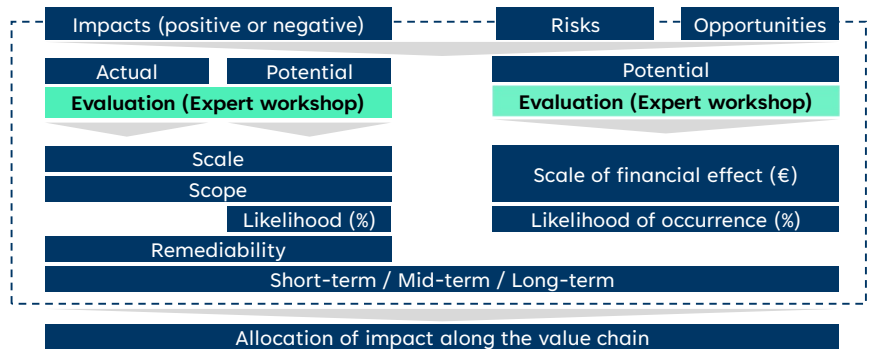 Impacts (positive or negative)
Risks
Opportunities
Actual
Potential
Potential
Evaluation (Expert workshop)
Evaluation (Expert workshop)
Scale
Scope
Likelihood (%)
Remediability
Scale of financial effect (€)
Likelihood of occurrence (%)
Short-term / Mid-term / Long-term
Allocation of impact along the value chain